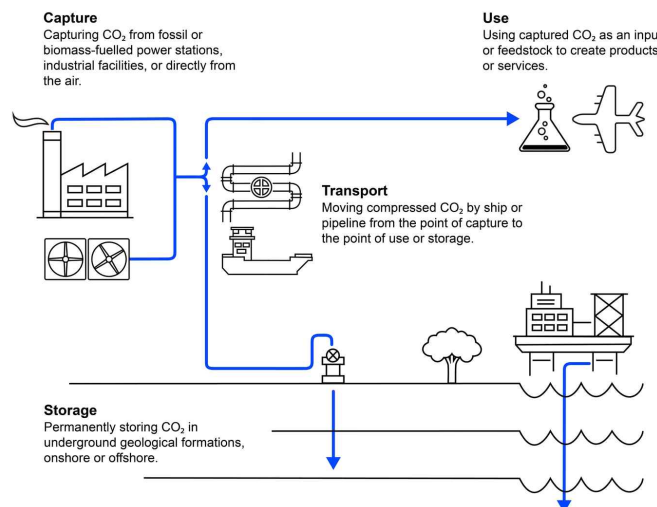 Capture
Capturing CO₂ from fossil or
biomass-fuelled power stations,
industrial facilities, or directly from
the air.
Use
Using captured CO₂ as an inpu
or feedstock to create products
or services.
Transport
Moving compressed CO₂ by ship or
pipeline from the point of capture to
the point of use or storage.
Storage
Permanently storing CO₂ in
underground geological formations,
onshore or offshore.